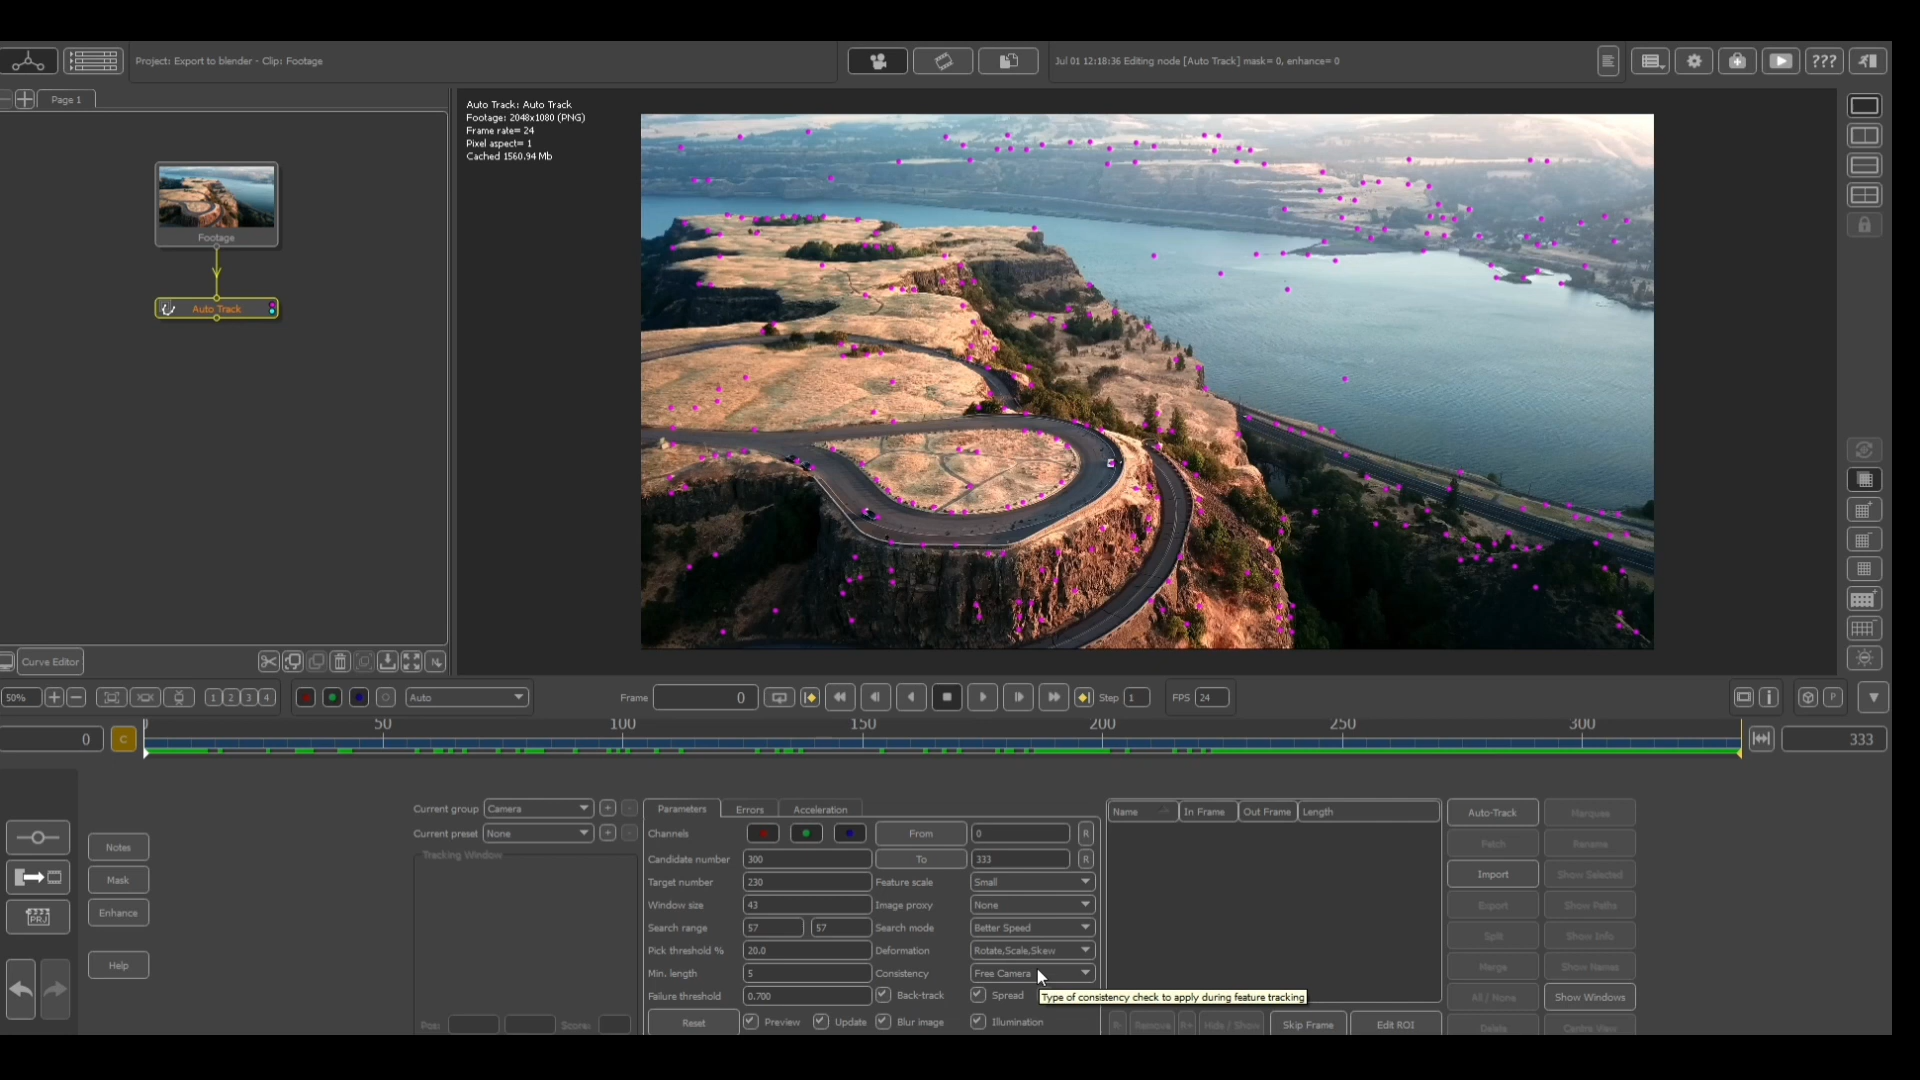 Project: Export to blender - Clip: Footage
Jul 01 12:18:36 Editing node [Auto Track] mask= 0, enhance= 0
???
Page 1
Auto Track: Auto Track
Footage: 2048x1080 (PNG)
Frame rate= 24
Pixel aspect= 1
Cached 1560.94 Mb
Footage
Auto Track
Curve Editor
50%
1 2 3 4
Auto
Frame 0
Step 1
FPS 24
P
0 C
50 100 150 200 250 300
333
Current group Camera
Current preset None
Tracking Window
Pos: Score:
PRJ
Notes
Mask
Enhance
Help
Parameters Errors Acceleration
Channels From 0 R
Candidate number 300 To 333 R
Target number 230 Feature scale Small
Window size 43 Image proxy None
Search range 57 57 Search mode Better Speed
Pick threshold % 20.0 Deformation Rotate,Scale,Skew
Min. length 5 Consistency Free Camera
Failure threshold 0.700 Back-track Spread
Type of consistency check to apply during feature tracking
Reset Preview Update Blur image Illumination
Name In Frame Out Frame Length
R- Remove R+ Hide / Show Skip Frame Edit ROI
Auto-Track Marquee
Fetch Rename
Import Show Selected
Export Show Paths
Split Show Info
Merge Show Names
All / None Show Windows
Delete Centre View